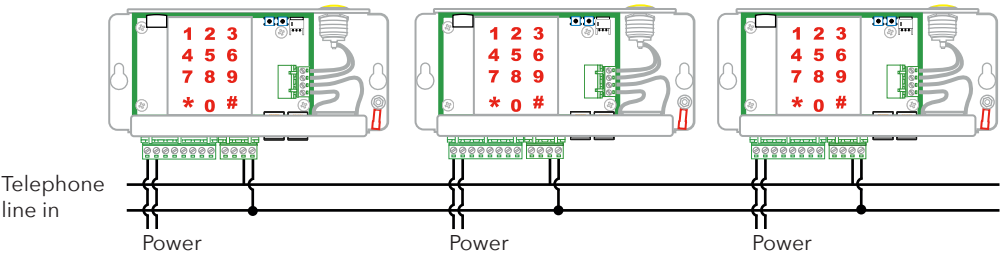 1 2 3 1 2 3 1 2 3
4 5 6 4 5 6 4 5 6
7 8 9 7 8 9 7 8 9
* 0 # * 0 # * 0 #
Telephone
line in
Power Power Power